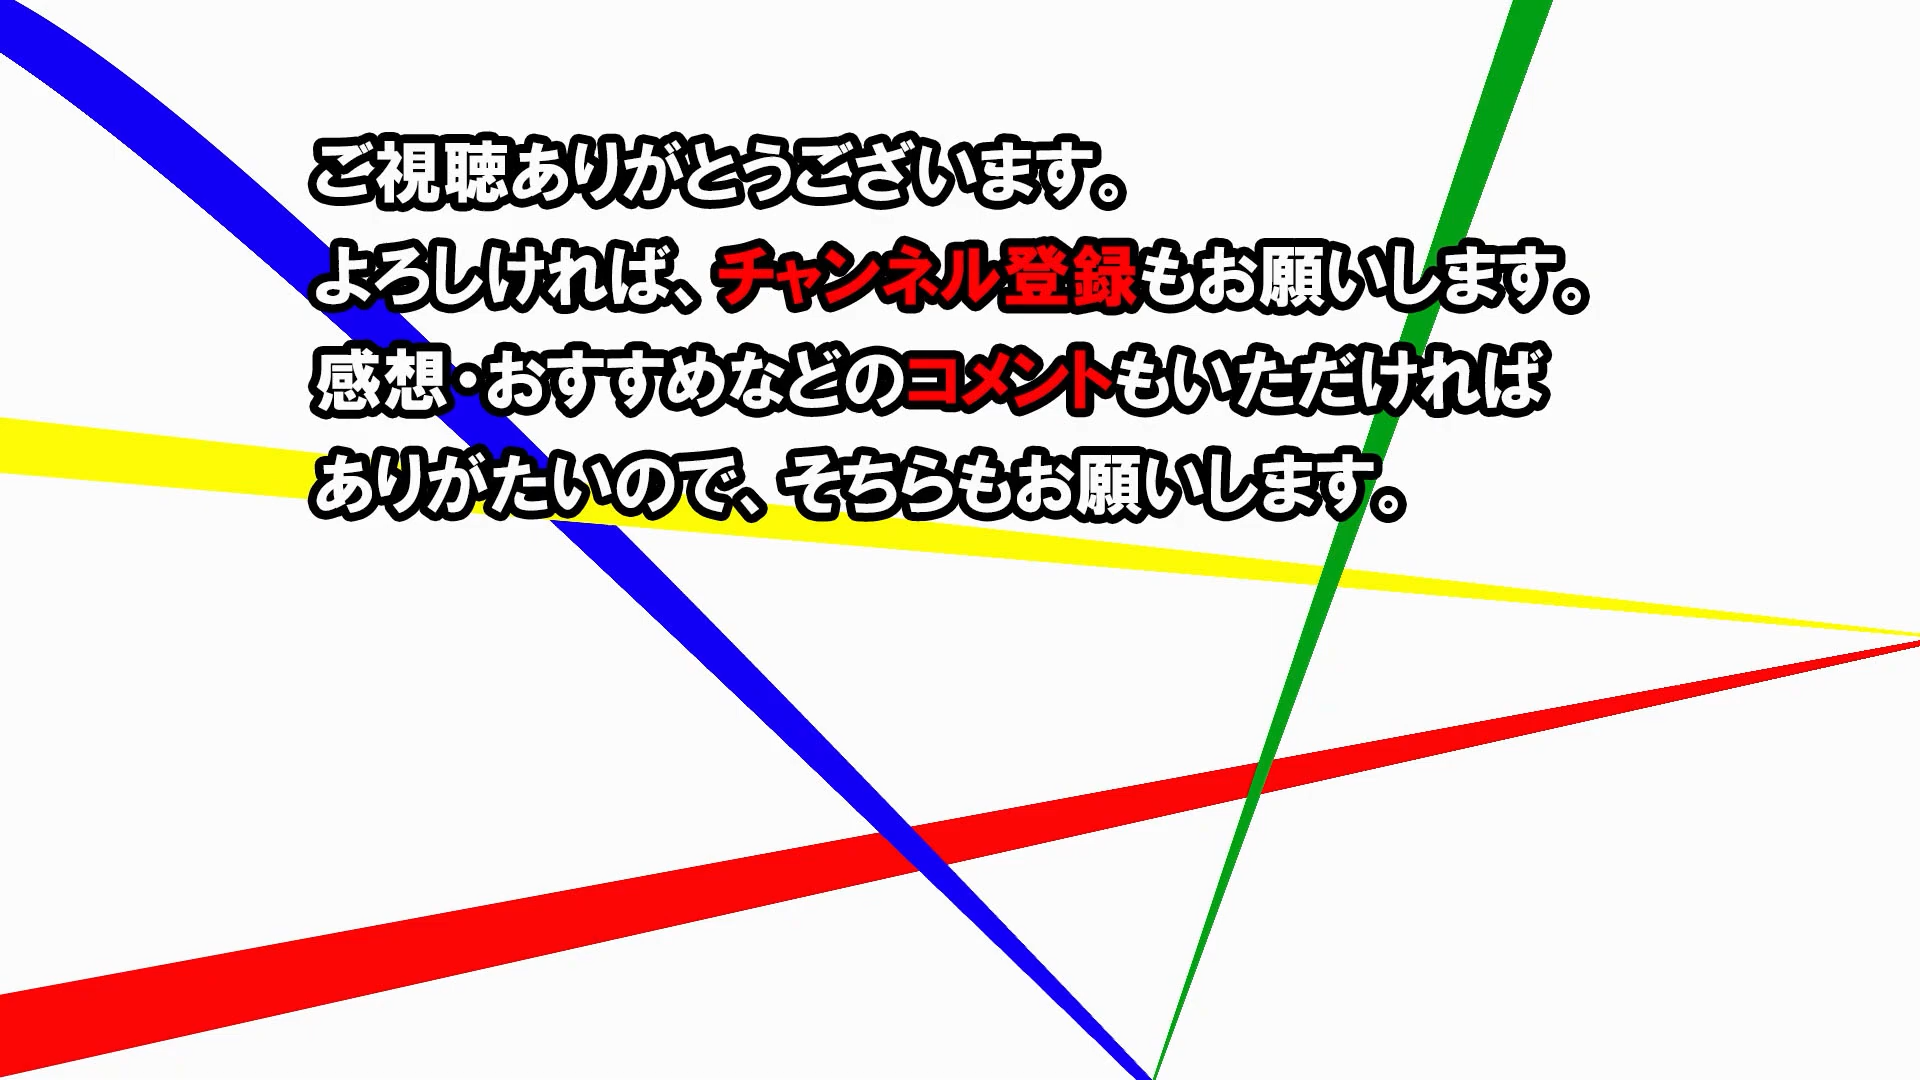 ご視聴ありがとうございます。
よろしければ、チャンネル登録もお願いします。
感想・おすすめなどのコメントもいただければ
ありがたいので、そちらもお願いします。